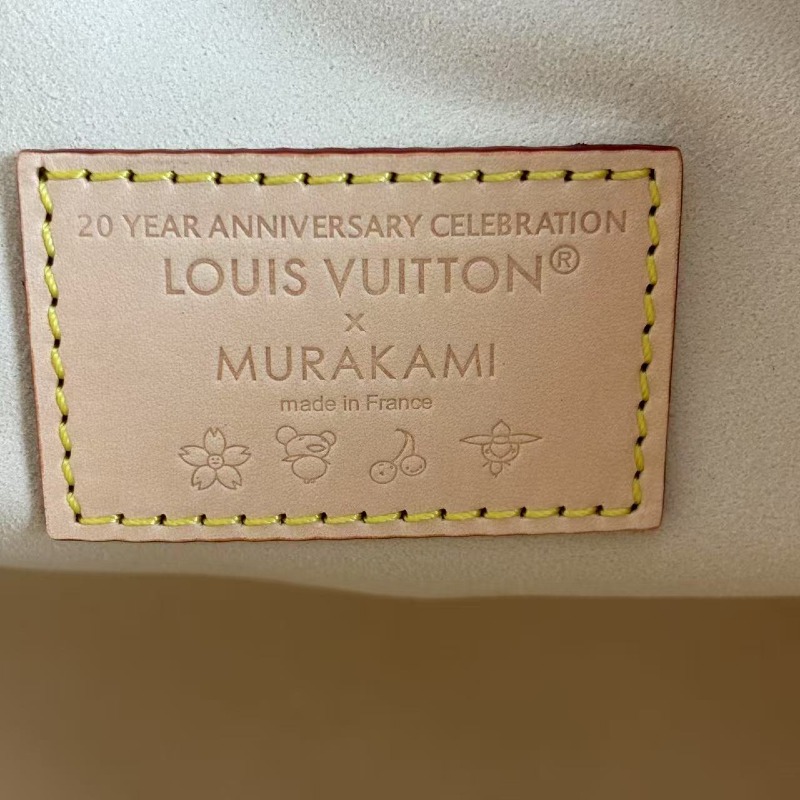 20 YEAR ANNIVERSARY CELEBRATION
LOUIS VUITTON®
x
MURAKAMI
made in France